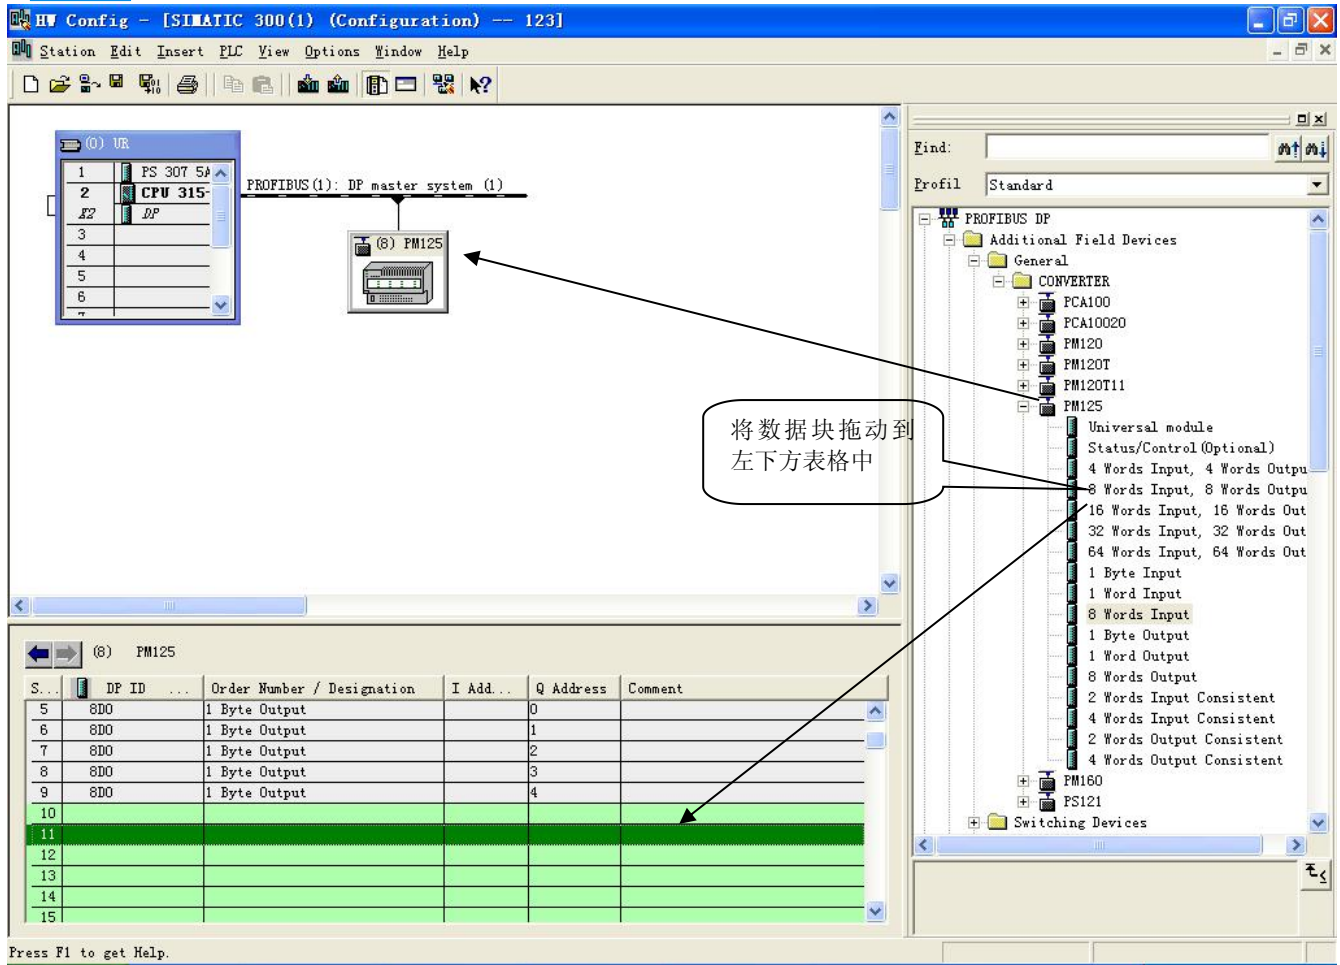 HW Config - [SIMATIC 300(1) (Configuration) -- 123]
Station Edit Insert PLC View Options Window Help
(0) UR
1 PS 307 5A
2 CPU 315-
X2 DP
3
4
5
6
7
PROFIBUS(1): DP master system (1)
(8) PM125
将数据块拖动到
左下方表格中
Find:
Profil Standard
PROFIBUS DP
Additional Field Devices
General
CONVERTER
PCA100
PCA10020
PM120
PM120T
PM120T11
PM125
Universal module
Status/Control(Optional)
4 Words Input, 4 Words Outpu
8 Words Input, 8 Words Outpu
16 Words Input, 16 Words Out
32 Words Input, 32 Words Out
64 Words Input, 64 Words Out
1 Byte Input
1 Word Input
8 Words Input
1 Byte Output
1 Word Output
8 Words Output
2 Words Input Consistent
4 Words Input Consistent
2 Words Output Consistent
4 Words Output Consistent
PM160
PS121
Switching Devices
(8) PM125
S... DP ID ... Order Number / Designation I Add... Q Address Comment
5 8DO 1 Byte Output 0
6 8DO 1 Byte Output 1
7 8DO 1 Byte Output 2
8 8DO 1 Byte Output 3
9 8DO 1 Byte Output 4
10
11
12
13
14
15
Press F1 to get Help.